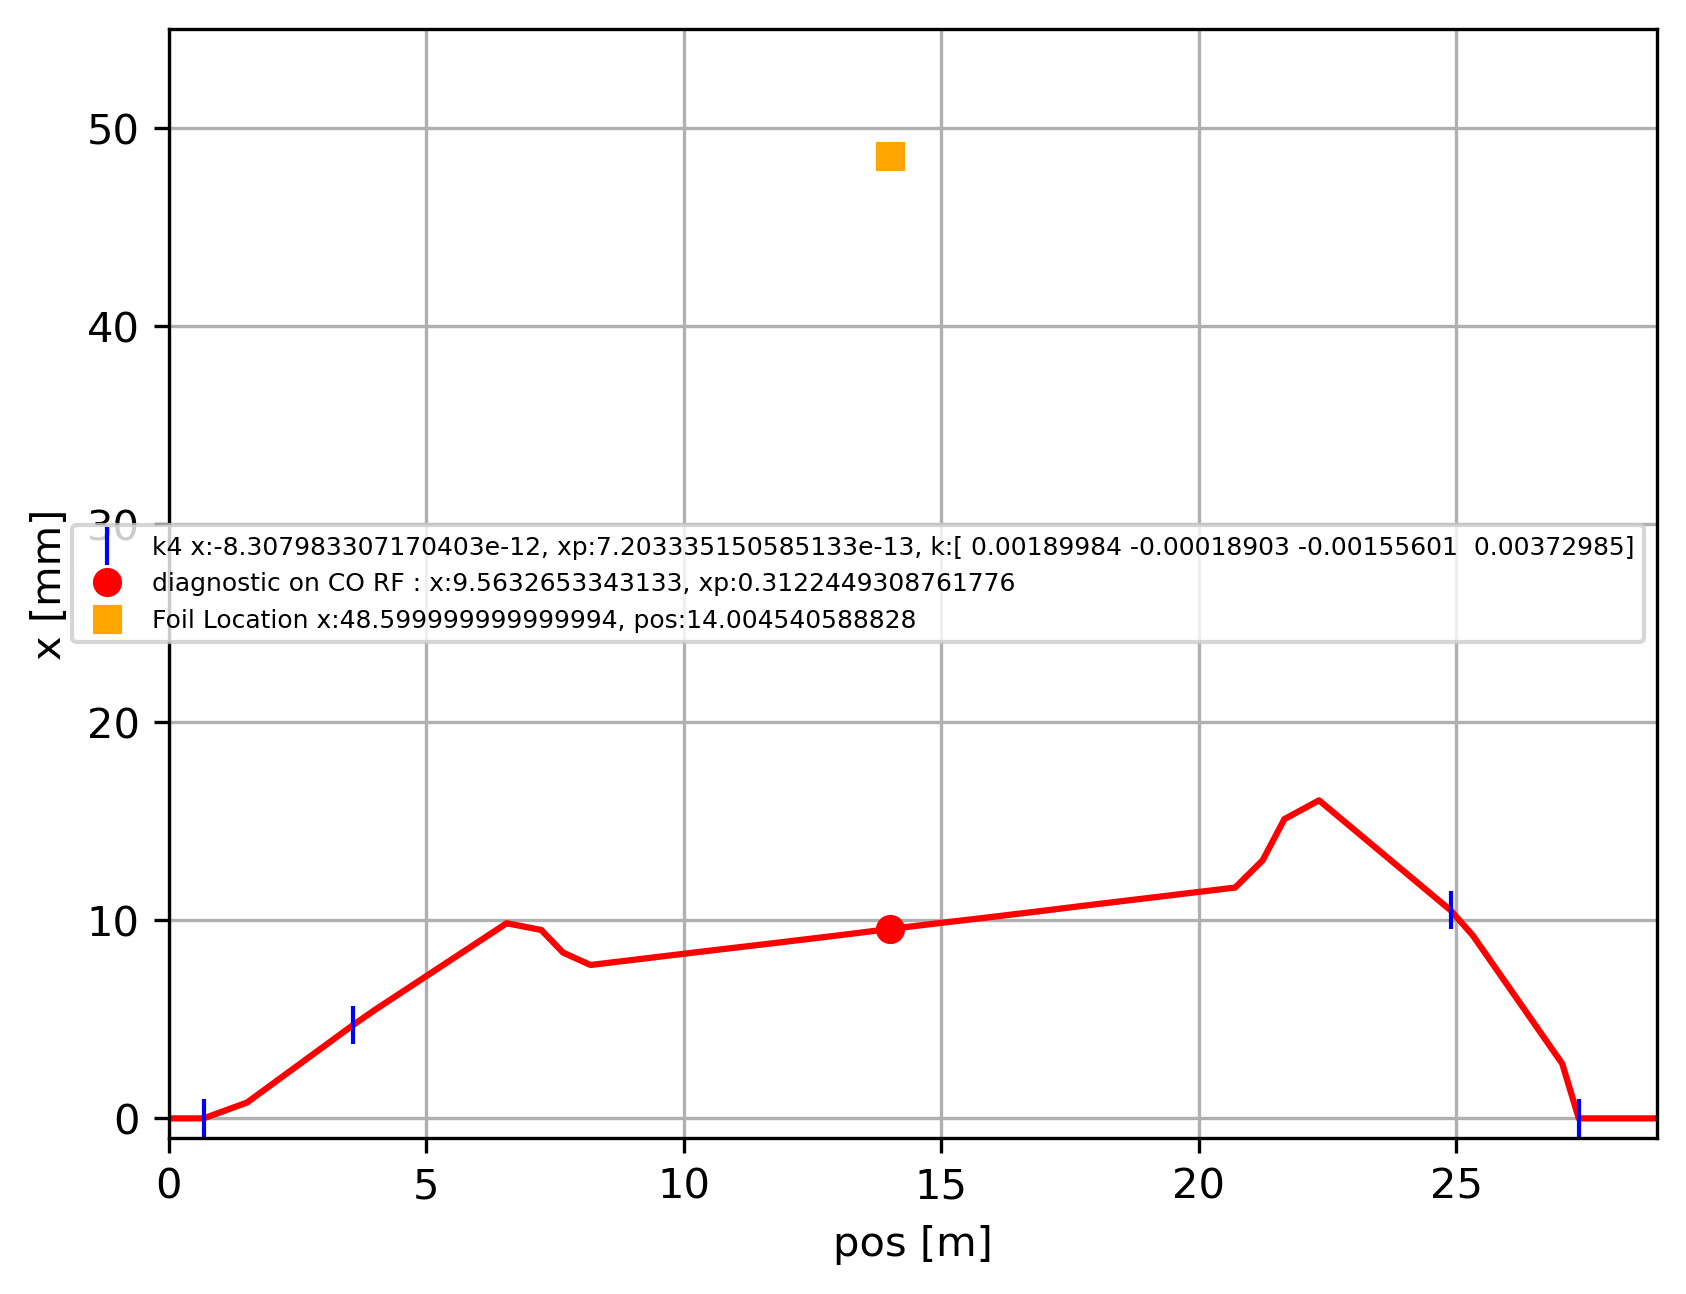 50
40
30
20
10
0
x [mm]
k4 x:-8.307983307170403e-12, xp:7.203335150585133e-13, k:[ 0.00189984 -0.00018903 -0.00155601  0.00372985]
diagnostic on CO RF : x:9.5632653343133, xp:0.3122449308761776
Foil Location x:48.599999999999994, pos:14.004540588828
0 5 10 15 20 25
pos [m]